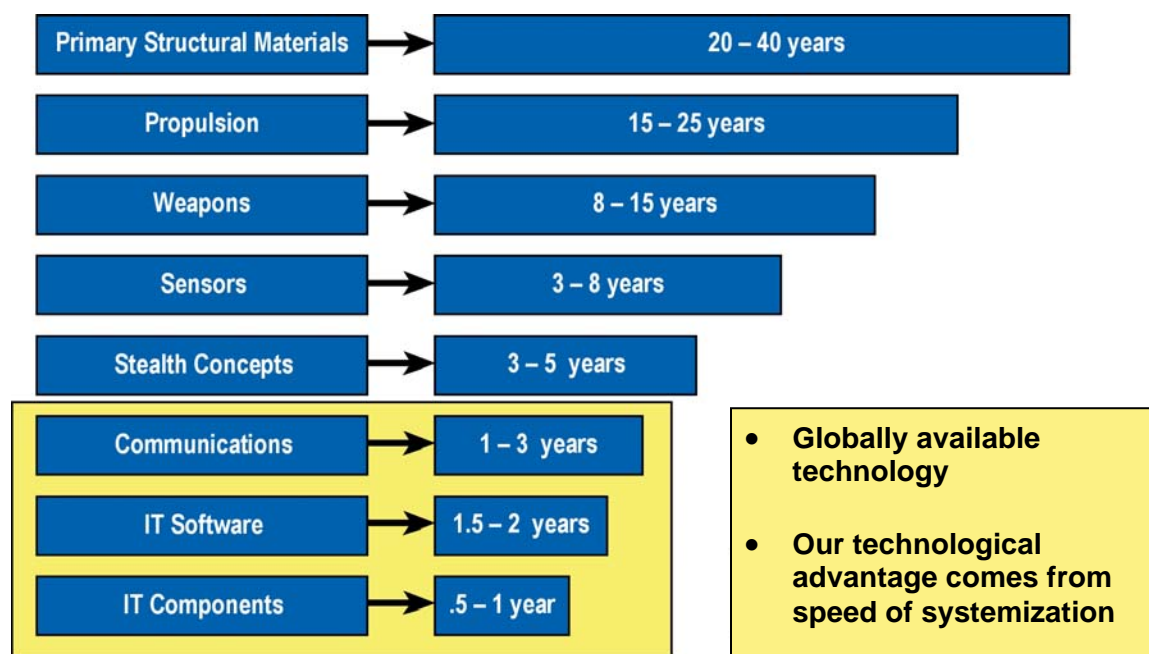 Primary Structural Materials
20 – 40 years
Propulsion
15 – 25 years
Weapons
8 – 15 years
Sensors
3 – 8 years
Stealth Concepts
3 – 5 years
Communications
1 – 3 years
IT Software
1.5 – 2 years
IT Components
.5 – 1 year
• Globally available
technology
• Our technological
advantage comes from
speed of systemization